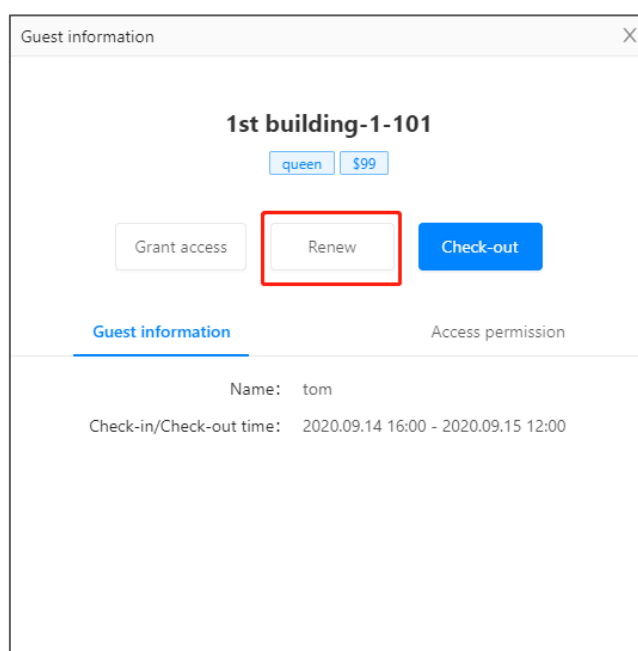 Guest information X
1st building-1-101
queen $99
Grant access Renew Check-out
Guest information Access permission
Name: tom
Check-in/Check-out time: 2020.09.14 16:00 - 2020.09.15 12:00